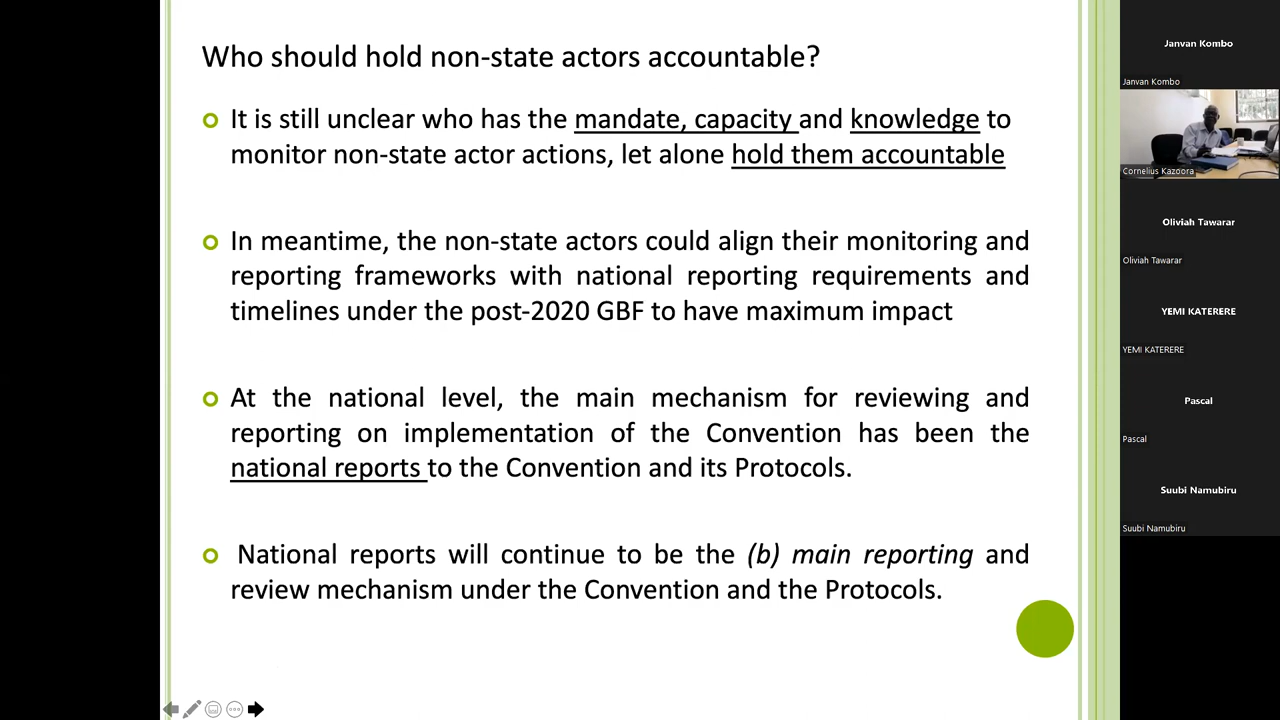 Who should hold non-state actors accountable?
It is still unclear who has the mandate, capacity and knowledge to
monitor non-state actor actions, let alone hold them accountable
In meantime, the non-state actors could align their monitoring and
reporting frameworks with national reporting requirements and
timelines under the post-2020 GBF to have maximum impact
At the national level, the main mechanism for reviewing and
reporting on implementation of the Convention has been the
national reports to the Convention and its Protocols.
National reports will continue to be the (b) main reporting and
review mechanism under the Convention and the Protocols.
Janvan Kombo
Janvan Kombo
Cornelius Kazoora
Oliviah Tawarar
Oliviah Tawarar
YEMI KATERERE
YEMI KATERERE
Pascal
Pascal
Suubi Namubiru
Suubi Namubiru